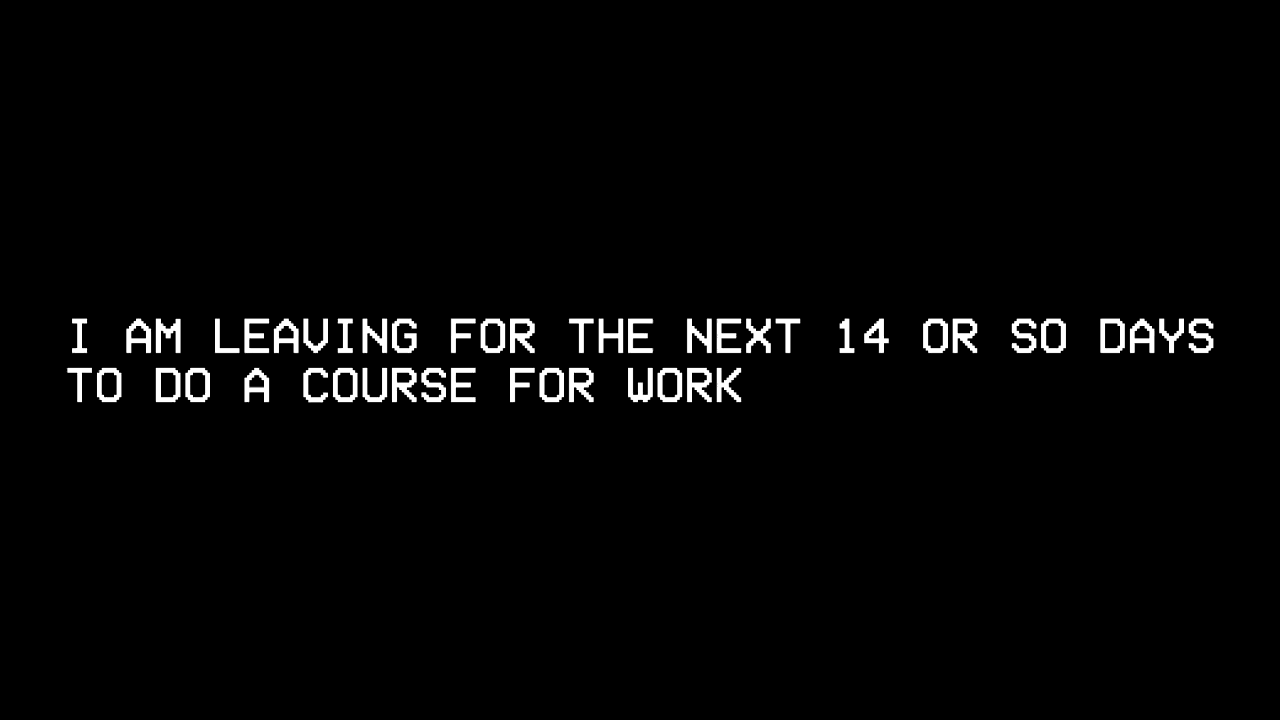 I AM LEAVING FOR THE NEXT 14 OR SO DAYS
TO DO A COURSE FOR WORK